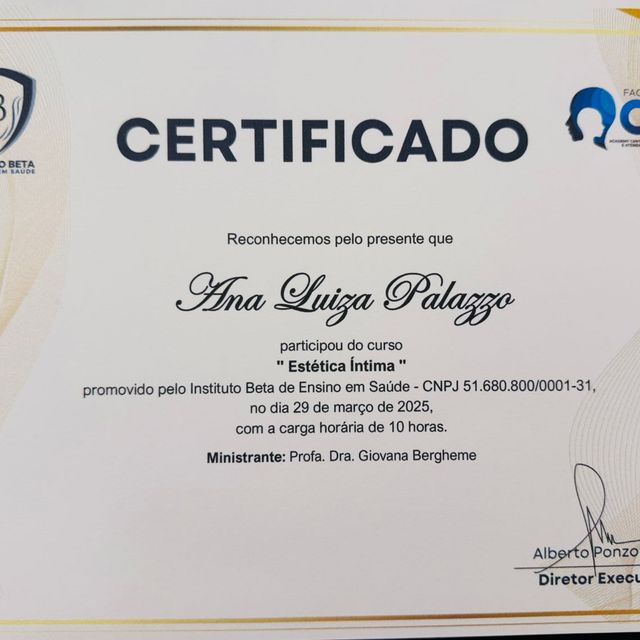 CERTIFICADO
O BETA
EM SAÚDE
FAC
Reconhecemos pelo presente que
Ana Luiza Palazzo
participou do curso
" Estética Íntima "
promovido pelo Instituto Beta de Ensino em Saúde - CNPJ 51.680.800/0001-31,
no dia 29 de março de 2025,
com a carga horária de 10 horas.
Ministrante: Profa. Dra. Giovana Bergheme
Alberto Ponzo
Diretor Execu